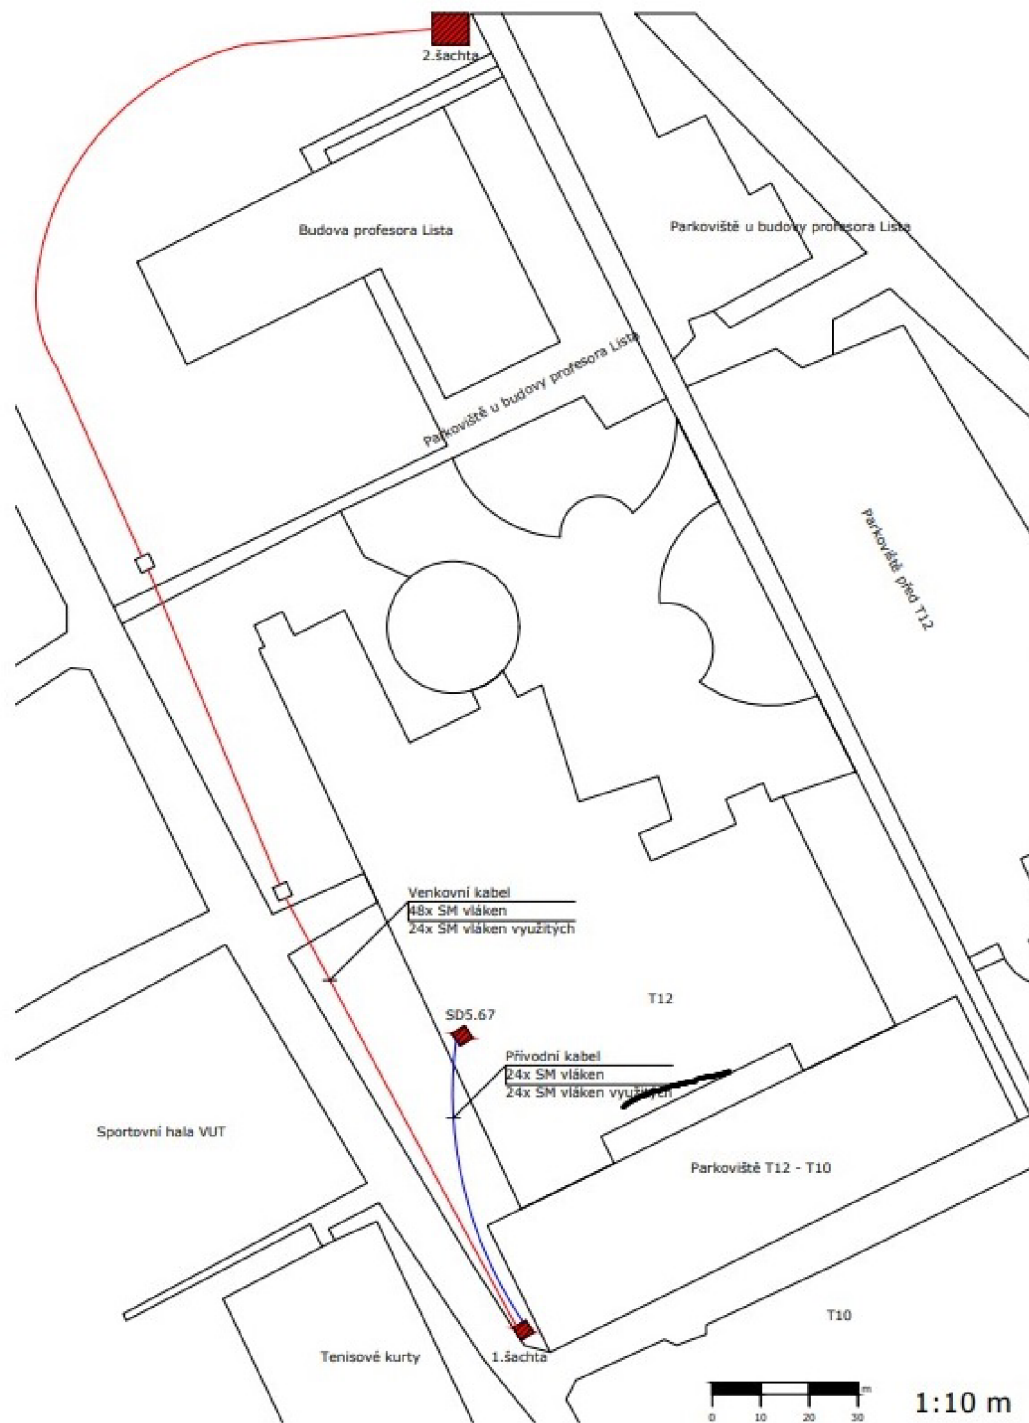 2.šachta
Budova profesora Lista
Parkoviště u budovy profesora Lista
Parkoviště u budovy profesora Lista
Parkoviště před T12
Venkovní kabel
48x SM vláken
24x SM vláken využitých
T12
SD5.67
Přívodní kabel
24x SM vláken
24x SM vláken využitých
Sportovní hala VUT
Parkoviště T12 - T10
T10
Tenisové kurty
1.šachta
m
0 10 20 30
1:10 m